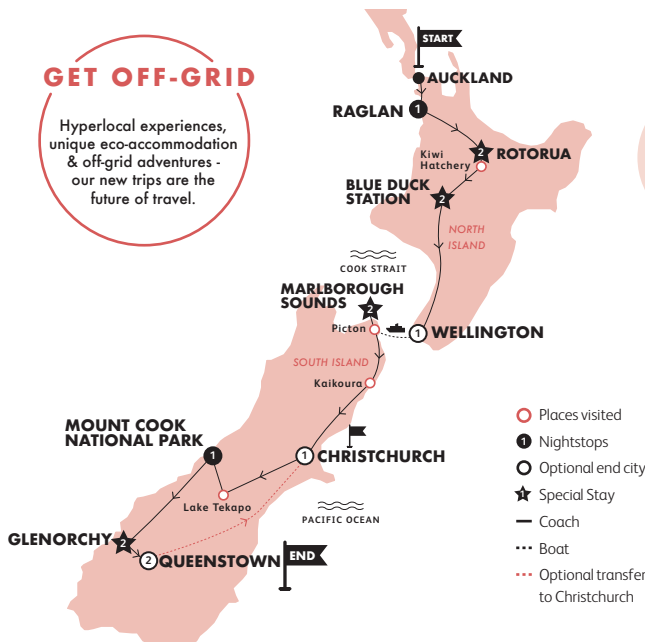 GET OFF-GRID
Hyperlocal experiences,
unique eco-accommodation
& off-grid adventures -
our new trips are the
future of travel.
START
AUCKLAND
RAGLAN
1
2
ROTORUA
Kiwi
Hatchery
BLUE DUCK
STATION
2
NORTH
ISLAND
COOK STRAIT
MARLBOROUGH
SOUNDS
2
Picton
1
WELLINGTON
SOUTH ISLAND
Kaikoura
MOUNT COOK
NATIONAL PARK
1
1
CHRISTCHURCH
Lake Tekapo
PACIFIC OCEAN
GLENORCHY
2
2
QUEENSTOWN
END
Places visited
1 Nightstops
Optional end city
1 Special Stay
Coach
Boat
Optional transfer
to Christchurch